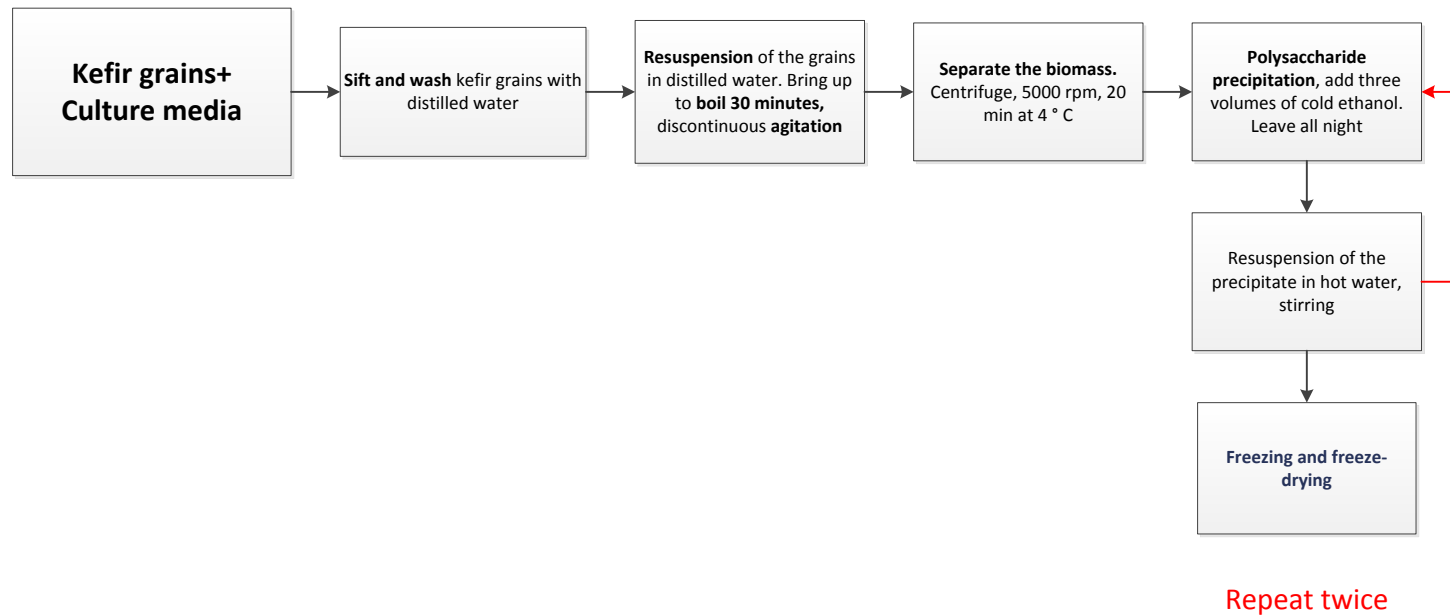 Kefir grains+
Culture media
Sift and wash kefir grains with
distilled water
Resuspension of the grains
in distilled water. Bring up
to boil 30 minutes,
discontinuous agitation
Separate the biomass.
Centrifuge, 5000 rpm, 20
min at 4 ° C
Polysaccharide
precipitation, add three
volumes of cold ethanol.
Leave all night
Resuspension of the
precipitate in hot water,
stirring
Freezing and freeze-
drying
Repeat twice